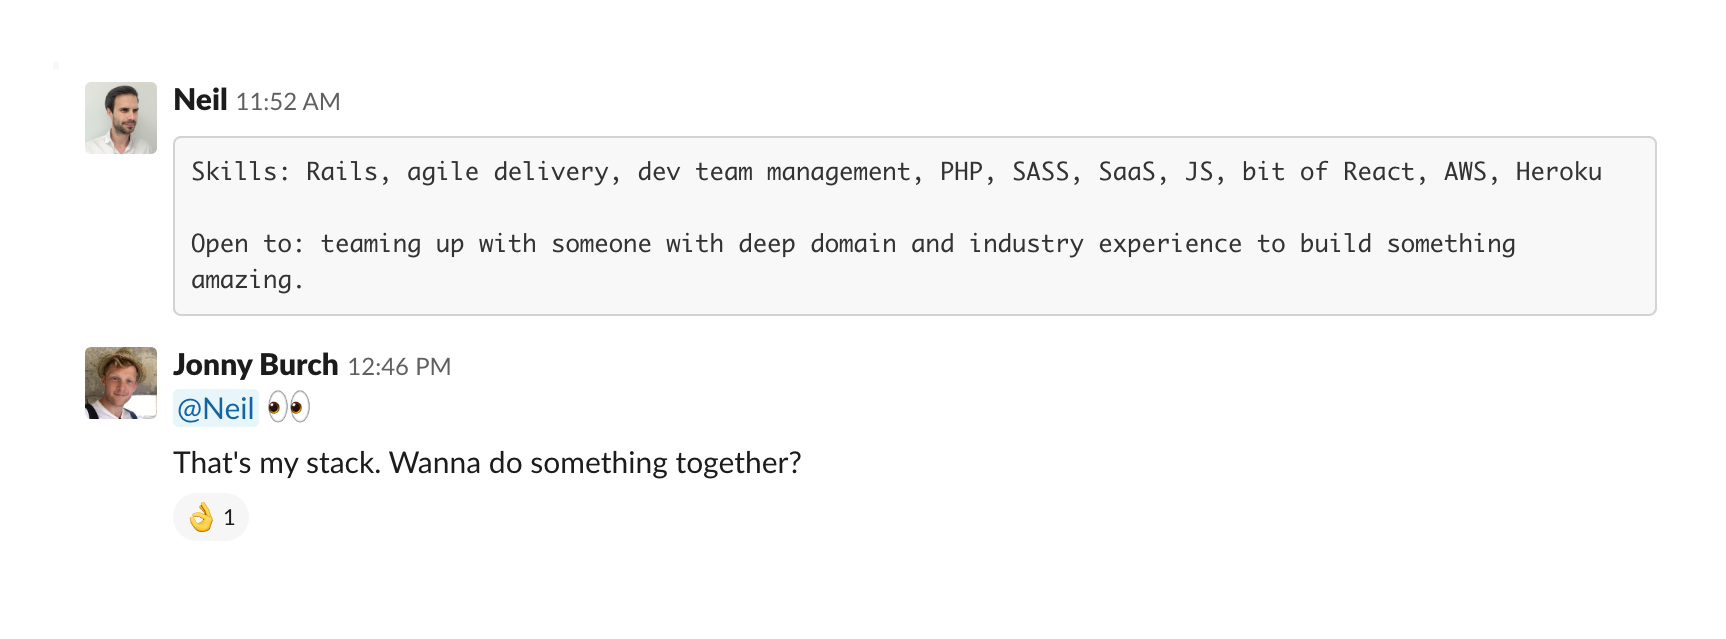 Neil 11:52 AM
Skills: Rails, agile delivery, dev team management, PHP, SASS, SaaS, JS, bit of React, AWS, Heroku
Open to: teaming up with someone with deep domain and industry experience to build something
amazing.
Jonny Burch 12:46 PM
@Neil 👀
That's my stack. Wanna do something together?
👌 1